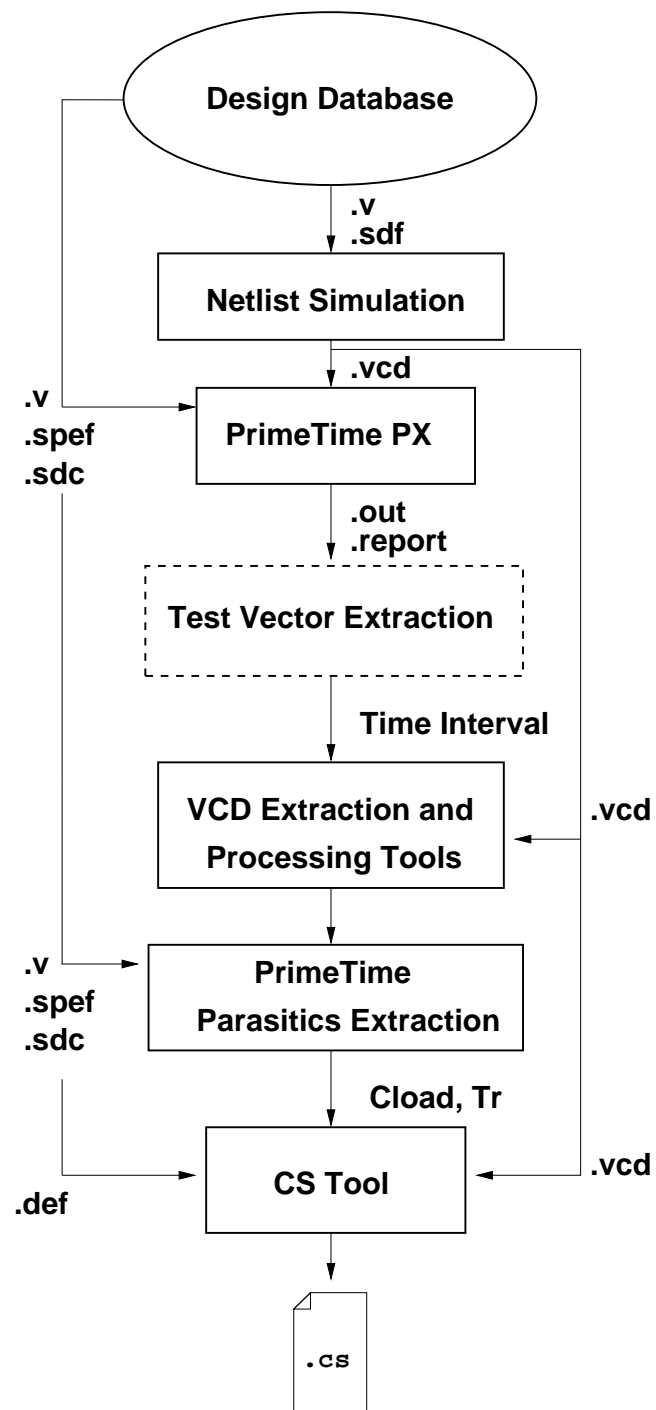 Design Database
.v
.sdf
Netlist Simulation
.vcd
.v
.spef
.sdc
PrimeTime PX
.out
.report
Test Vector Extraction
Time Interval
VCD Extraction and
Processing Tools
.vcd
.v
.spef
.sdc
PrimeTime
Parasitics Extraction
Cload, Tr
CS Tool
.vcd
.def
.cs